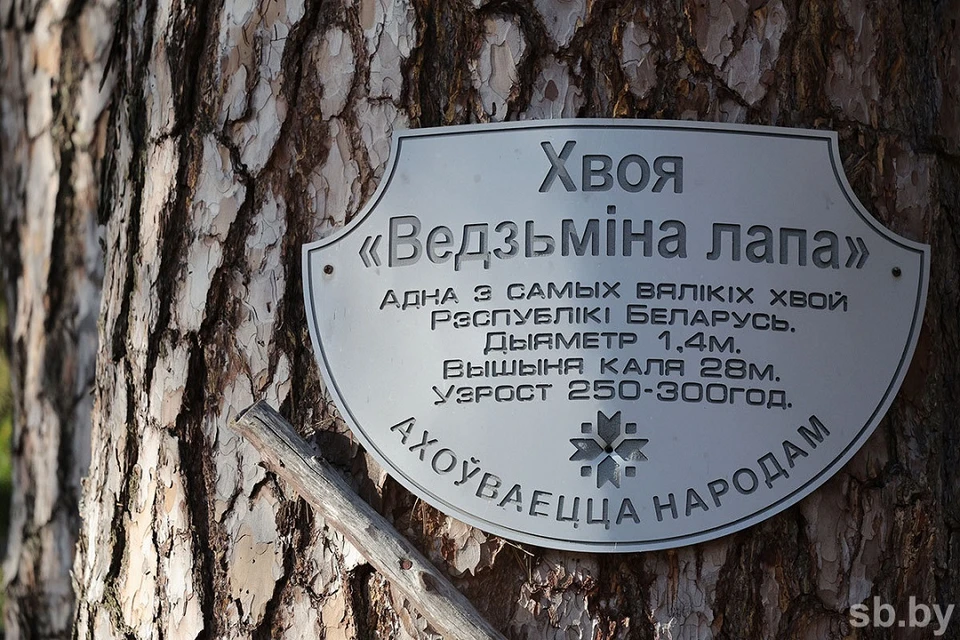 Хвоя
«Ведзьміна лапа»
Адна з самых вялікіх хвой
Рэспублікі Беларусь.
Дыяметр 1,4м.
Вышыня каля 28м.
Узрост 250-300год.
Ахоўваецца народам
sb.by